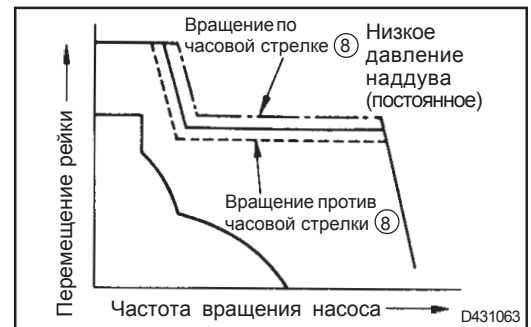 Вращение по
часовой стрелке ⑧
Низкое
давление
наддува
(постоянное)
Перемещение рейки
Вращение против
часовой стрелки ⑧
Частота вращения насоса
D431063